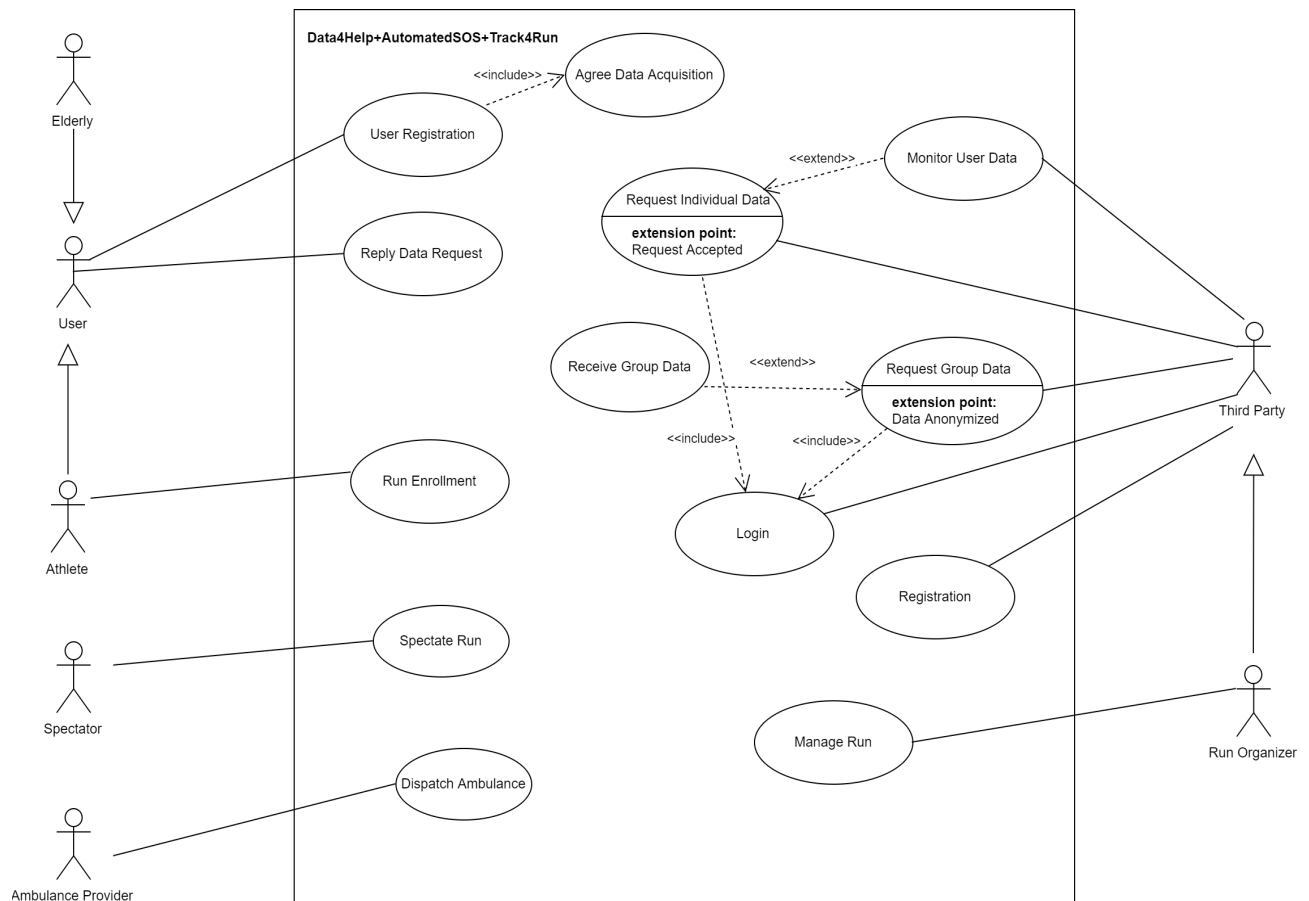 Data4Help+AutomatedSOS+Track4Run
<<include>>
Agree Data Acquisition
Elderly
User Registration
<<extend>>
Monitor User Data
Request Individual Data
extension point:
Request Accepted
Reply Data Request
User
Receive Group Data
<<extend>>
Request Group Data
extension point:
Data Anonymized
Third Party
<<include>>
<<include>>
Run Enrollment
Login
Athlete
Registration
Spectate Run
Spectator
Manage Run
Run Organizer
Dispatch Ambulance
Ambulance Provider